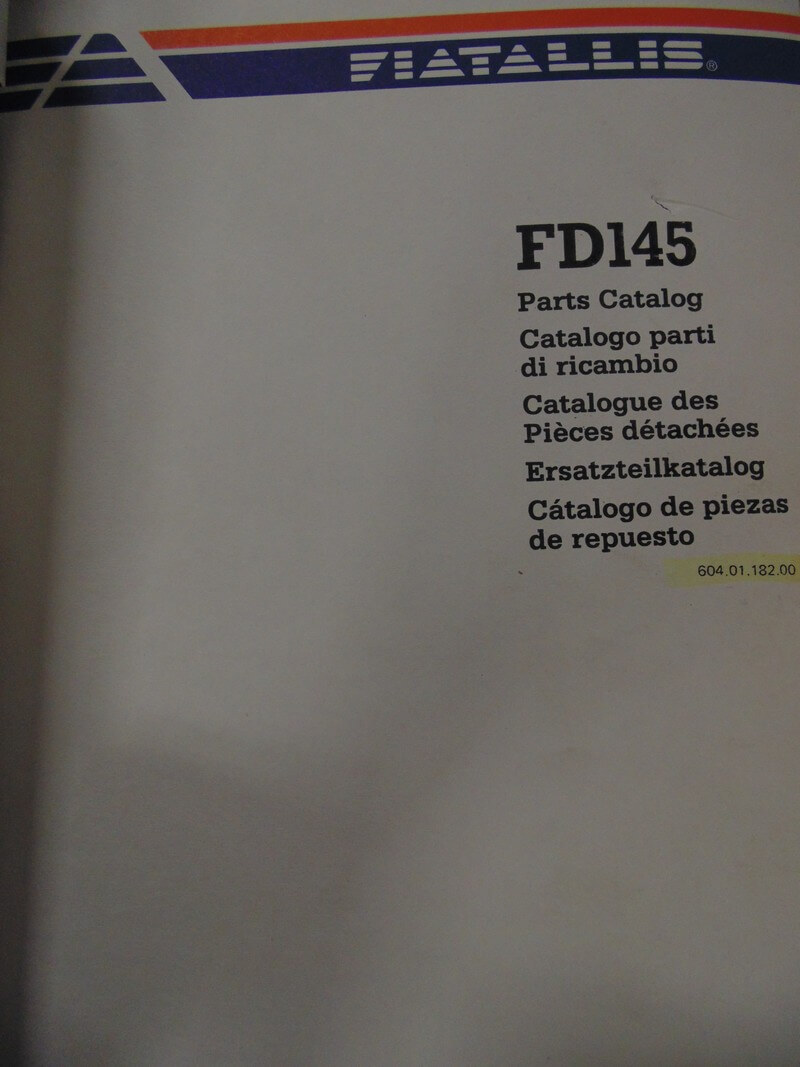 FIATALLIS®
FD145
Parts Catalog
Catalogo parti
di ricambio
Catalogue des
Pièces détachées
Ersatzteilkatalog
Cátalogo de piezas
de repuesto
604.01.182.00